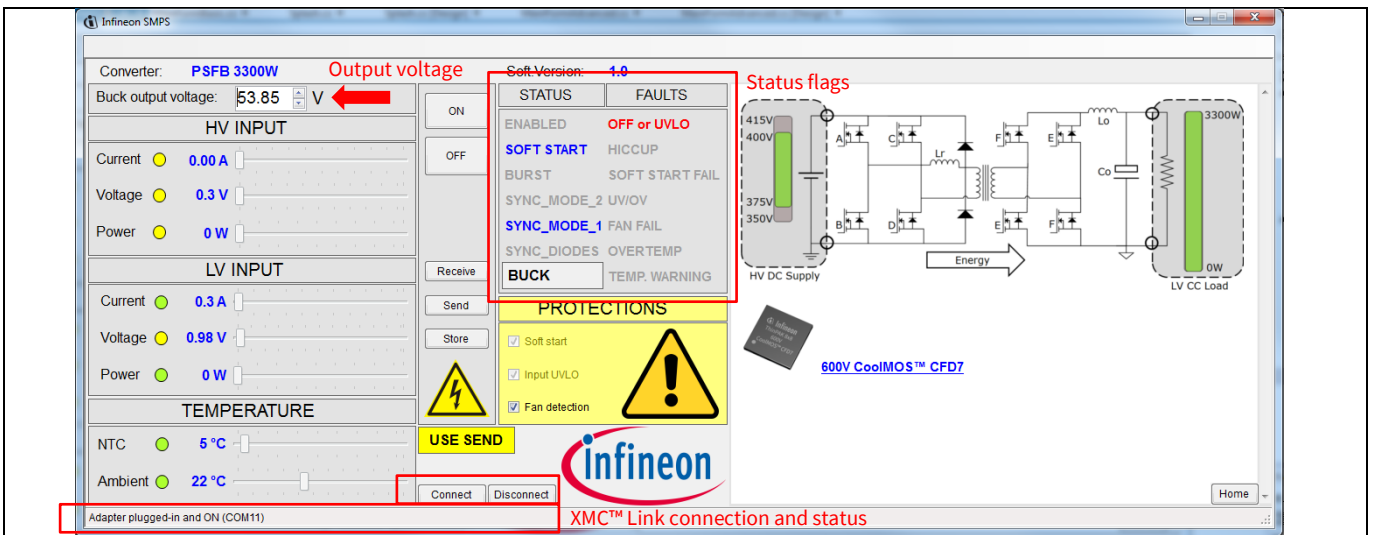 Infineon SMPS
Converter: PSFB 3300W
Output voltage
Soft.Version: 1.0
Status flags
Buck output voltage: 53.85 V
HV INPUT
Current 0.00 A
Voltage 0.3 V
Power 0 W
LV INPUT
Current 0.3 A
Voltage 0.98 V
Power 0 W
TEMPERATURE
NTC 5 °C
Ambient 22 °C
ON
OFF
Receive
Send
Store
USE SEND
Connect Disconnect
STATUS FAULTS
ENABLED OFF or UVLO
SOFT START HICCUP
BURST SOFT START FAIL
SYNC_MODE_2 UV/OV
SYNC_MODE_1 FAN FAIL
SYNC_DIODES OVERTEMP
BUCK TEMP. WARNING
PROTECTIONS
Soft start
Input UVLO
Fan detection
infineon
415V
400V
375V
350V
HV DC Supply
A C
B D
Lr
F E
E F
Lo
Co
Energy
3300W
0W
LV CC Load
Infineon
600V
CoolMOS™ CFD7
600V CoolMOS™ CFD7
Home
Adapter plugged-in and ON (COM11)
XMC™ Link connection and status